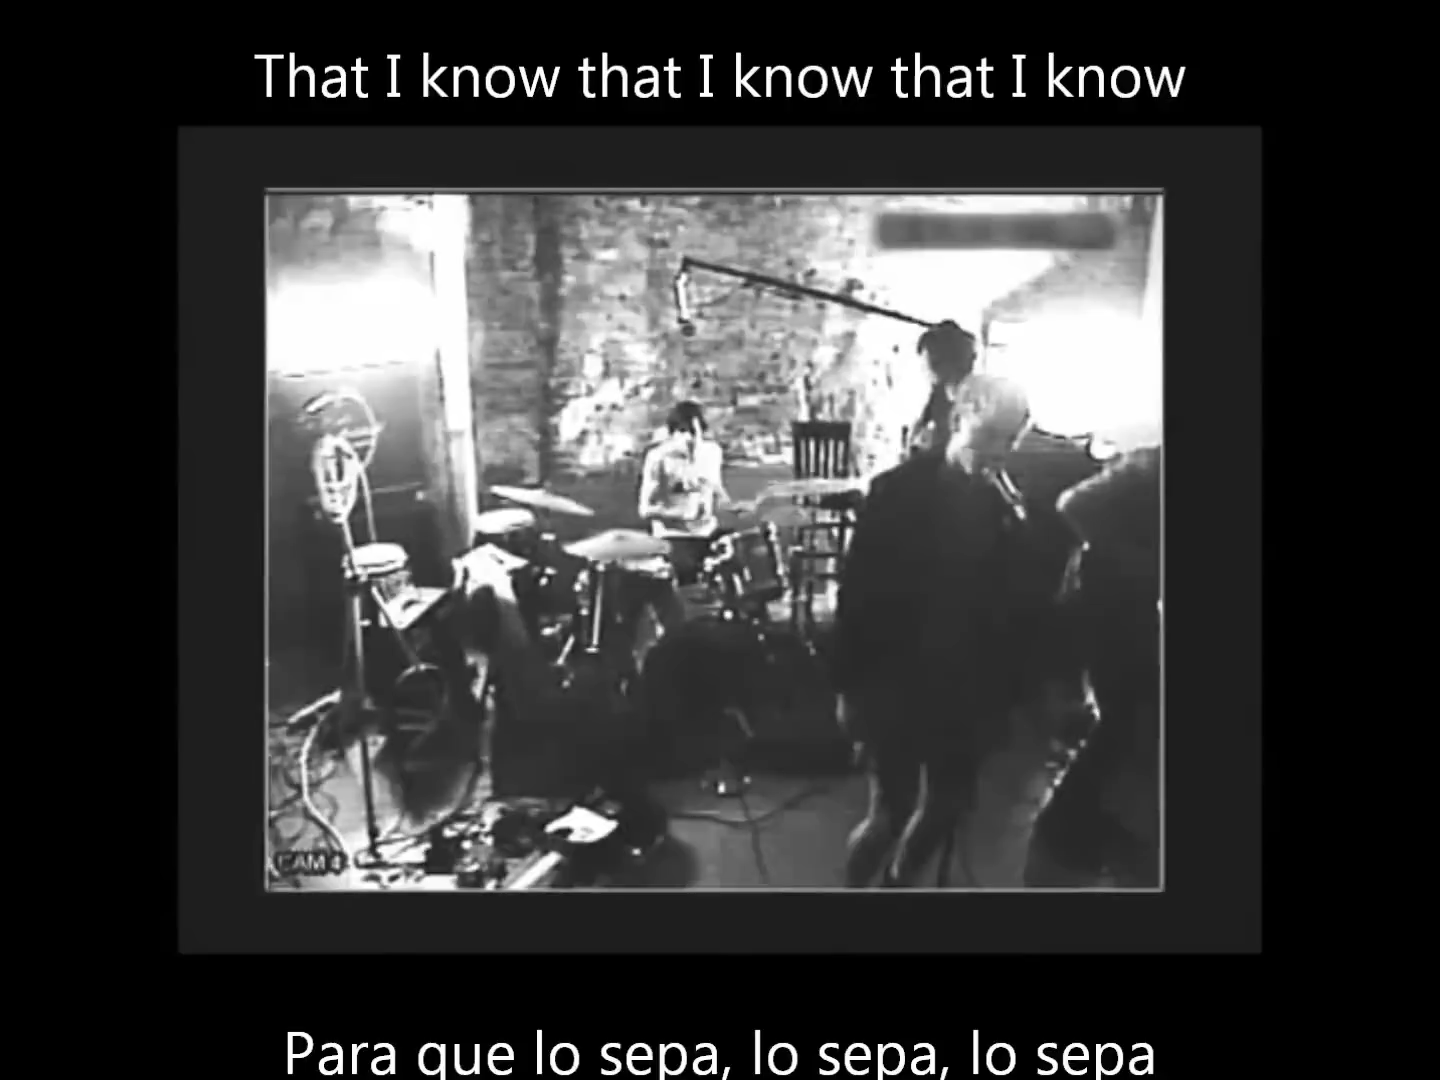 That I know that I know that I know
CAM 4
Para que lo sepa, lo sepa, lo sepa